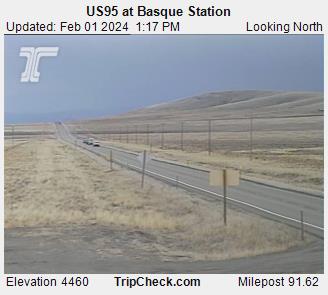 US95 at Basque Station
Updated: Feb 01 2024 1:17 PM Looking North
Elevation 4460 TripCheck.com Milepost 91.62